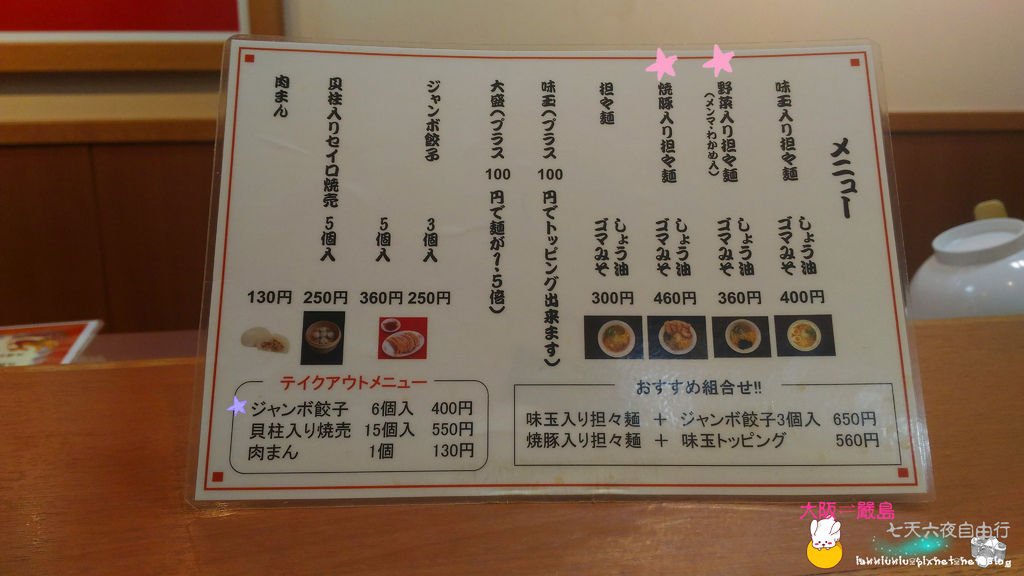 メニュー
味玉入り担々麺 しょう油 ゴマみそ 400円
野菜入り担々麺 (メンマ・わかめ入) しょう油 ゴマみそ 360円
焼豚入り担々麺 しょう油 ゴマみそ 460円
担々麺 しょう油 ゴマみそ 300円
味玉(プラス100円でトッピング出来ます)
大盛(プラス100円で麺が1.5倍)
ジャンボ餃子 3個入 250円
5個入 360円
貝柱入りセイロ焼売 5個入 250円
肉まん 130円
テイクアウトメニュー
ジャンボ餃子 6個入 400円
貝柱入り焼売 15個入 550円
肉まん 1個 130円
おすすめ組合せ!!
味玉入り担々麺 + ジャンボ餃子3個入 650円
焼豚入り担々麺 + 味玉トッピング 560円
大阪—嚴島
七天六夜自由行